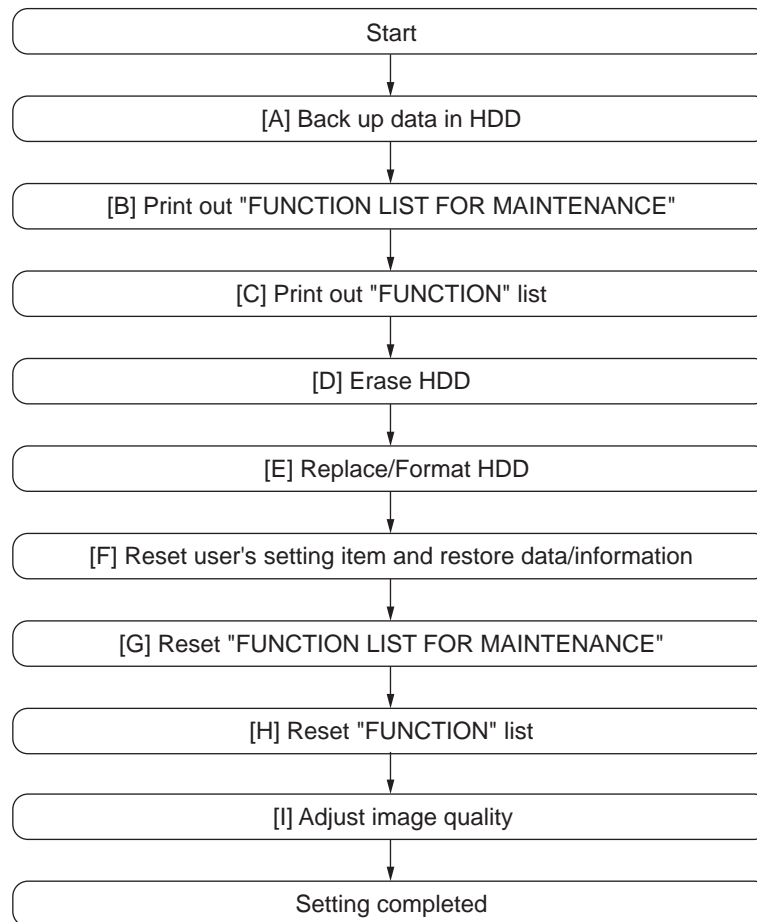 Start
[A] Back up data in HDD
[B] Print out "FUNCTION LIST FOR MAINTENANCE"
[C] Print out "FUNCTION" list
[D] Erase HDD
[E] Replace/Format HDD
[F] Reset user's setting item and restore data/information
[G] Reset "FUNCTION LIST FOR MAINTENANCE"
[H] Reset "FUNCTION" list
[I] Adjust image quality
Setting completed